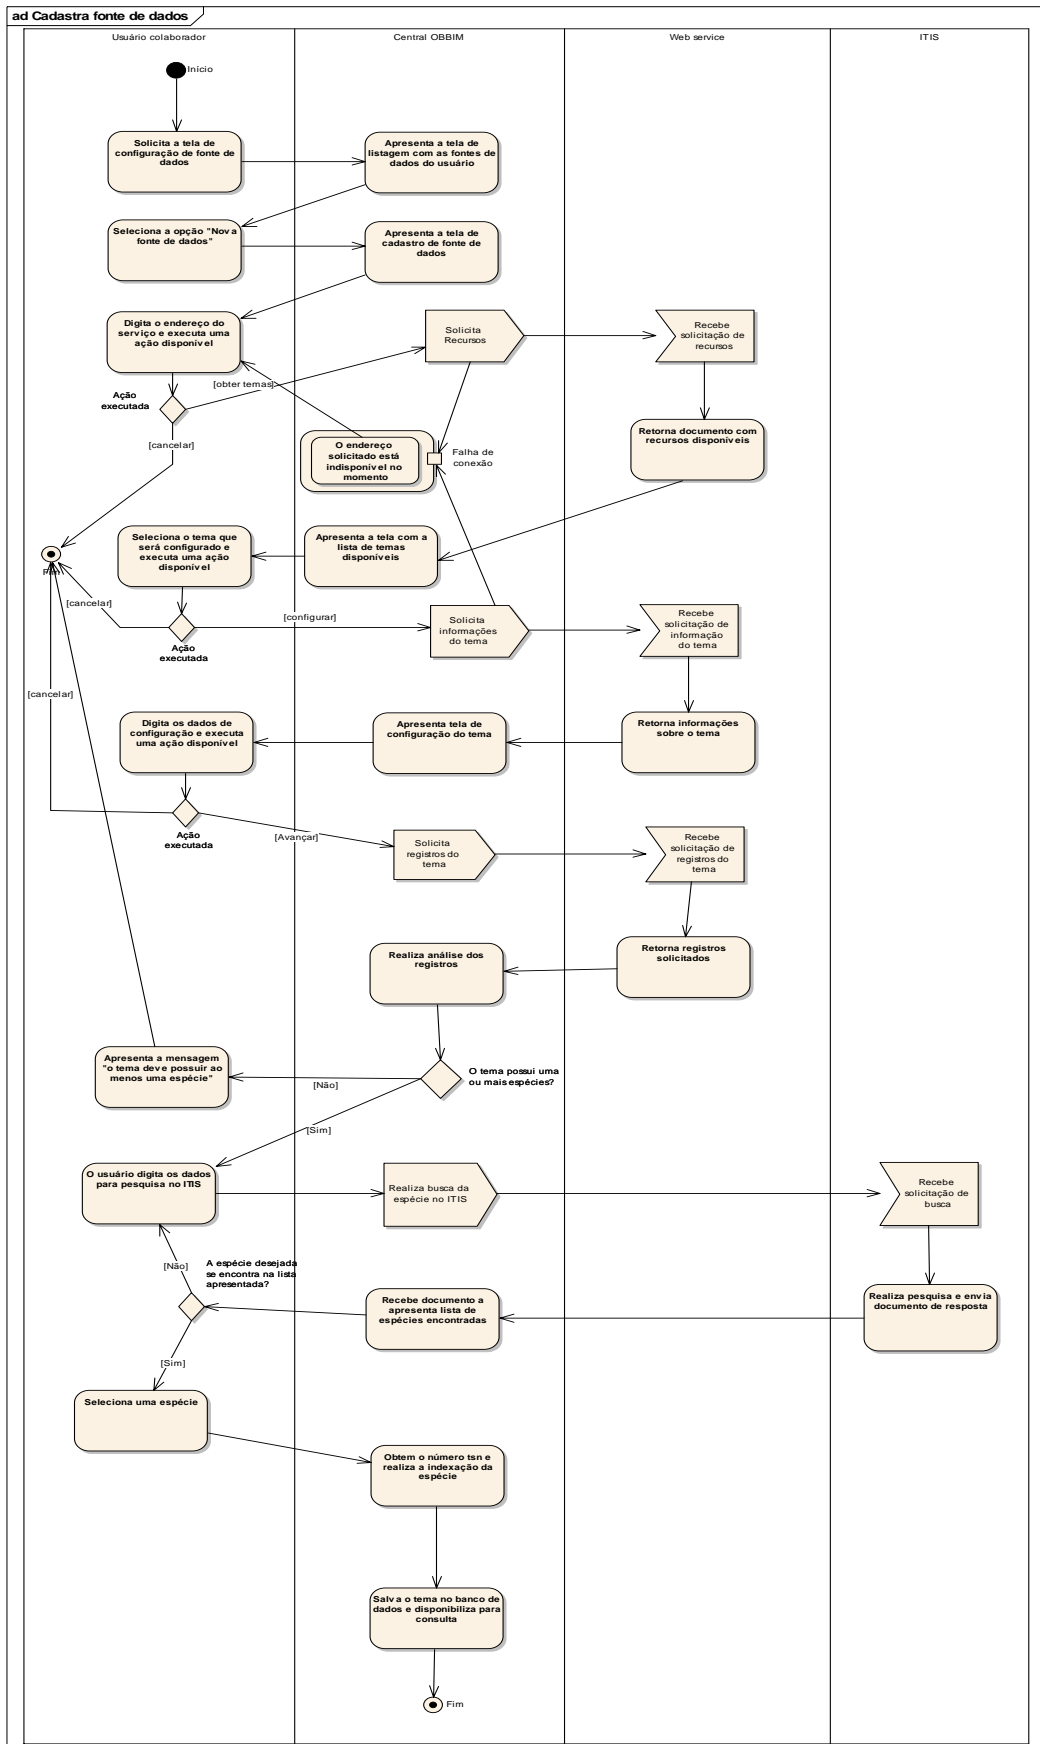 ad Cadastra fonte de dados
Usuário colaborador
Central OBBIM
Web service
ITIS
Início
Solicita a tela de
configuração de fonte de
dados
Apresenta a tela de
listagem com as fontes de
dados do usuário
Seleciona a opção "Nova
fonte de dados"
Apresenta a tela de
cadastro de fonte de
dados
Digita o endereço do
serviço e executa uma
ação disponível
Solicita
Recursos
Recebe
solicitação de
recursos
[obter temas]
Ação
executada
[cancelar]
O endereço
solicitado está
indisponível no
momento
Falha de
conexão
Retorna documento com
recursos disponíveis
Seleciona o tema que
será configurado e
executa uma ação
disponível
Apresenta a tela com a
lista de temas
disponíveis
Fim
[cancelar]
[configurar]
Ação
executada
Solicita
informações
do tema
Recebe
solicitação de
informação
do tema
[cancelar]
Digita os dados de
configuração e executa
uma ação disponível
Apresenta tela de
configuração do tema
Retorna informações
sobre o tema
[Avançar]
Ação
executada
Solicita
registros do
tema
Recebe
solicitação de
registros do
tema
Realiza análise dos
registros
Retorna registros
solicitados
Apresenta a mensagem
"o tema deve possuir ao
menos uma espécie"
[Não]
O tema possui uma
ou mais espécies?
[Sim]
O usuário digita os dados
para pesquisa no ITIS
Realiza busca da
espécie no ITIS
Recebe
solicitação de
busca
[Não]
A espécie desejada
se encontra na lista
apresentada?
Recebe documento a
apresenta lista de
espécies encontradas
Realiza pesquisa e envia
documento de resposta
[Sim]
Seleciona uma espécie
Obtem o número tsn e
realiza a indexação da
espécie
Salva o tema no banco de
dados e disponibiliza para
consulta
Fim